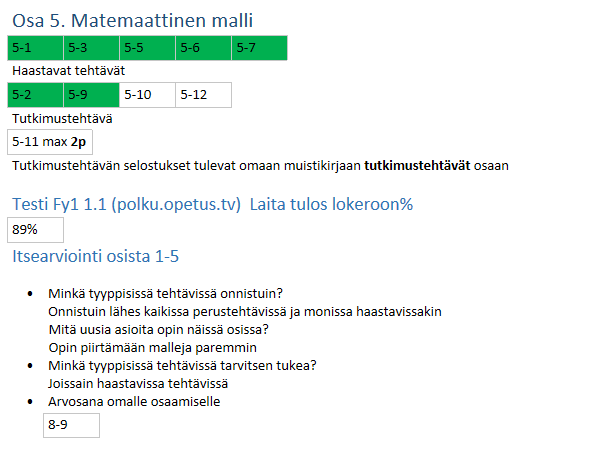 Osa 5. Matemaattinen malli
5-1 5-3 5-5 5-6 5-7
Haastavat tehtävät
5-2 5-9 5-10 5-12
Tutkimustehtävä
5-11 max 2p
Tutkimustehtävän selostukset tulevat omaan muistikirjaan tutkimustehtävät osaan
Testi Fy1 1.1 (polku.opetus.tv) Laita tulos lokeroon%
89%
Itsearviointi osista 1-5
• Minkä tyyppisissä tehtävissä onnistuin?
Onnistuin lähes kaikissa perustehtävissä ja monissa haastavissakin
Mitä uusia asioita opin näissä osissa?
Opin piirtämään malleja paremmin
• Minkä tyyppisissä tehtävissä tarvitsen tukea?
Joissain haastavissa tehtävissä
• Arvosana omalle osaamiselle
8-9